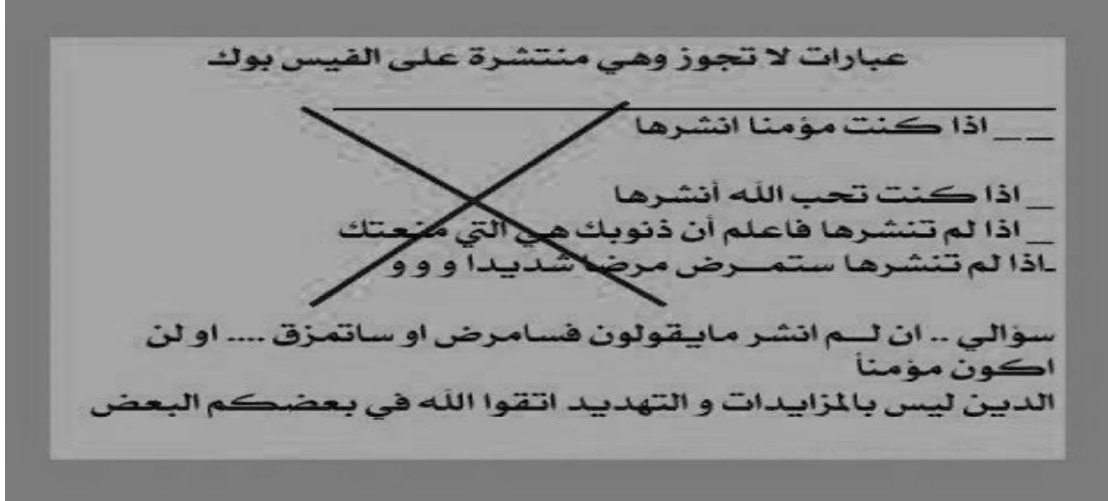 عبارات لا تجوز وهي منتشرة على الفيس بوك
_ _ اذا كنت مؤمنا انشرها
_ اذا كنت تحب الله أنشرها
_ اذا لم تنشرها فاعلم أن ذنوبك هي التي منعتك
-اذا لم تنشرها ستمــرض مرضا شديدا و و و
سؤالي .. ان لــم انشر مايقولون فسامرض او ساتمزق .... او لن
اكون مؤمنأ
الدين ليس بالمزايدات و التهديد اتقوا الله في بعضكم البعض